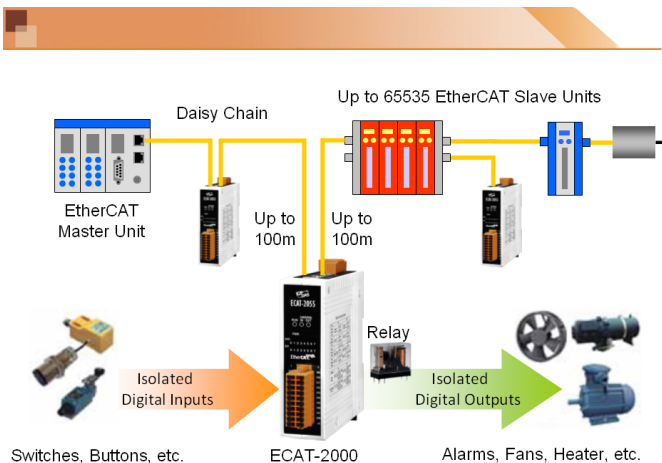 Up to 65535 EtherCAT Slave Units
Daisy Chain
EtherCAT
Master Unit
Up to
100m
Up to
100m
ECAT-2055
EtherCAT
Relay
Isolated
Digital Inputs
Isolated
Digital Outputs
Switches, Buttons, etc.
ECAT-2000
Alarms, Fans, Heater, etc.